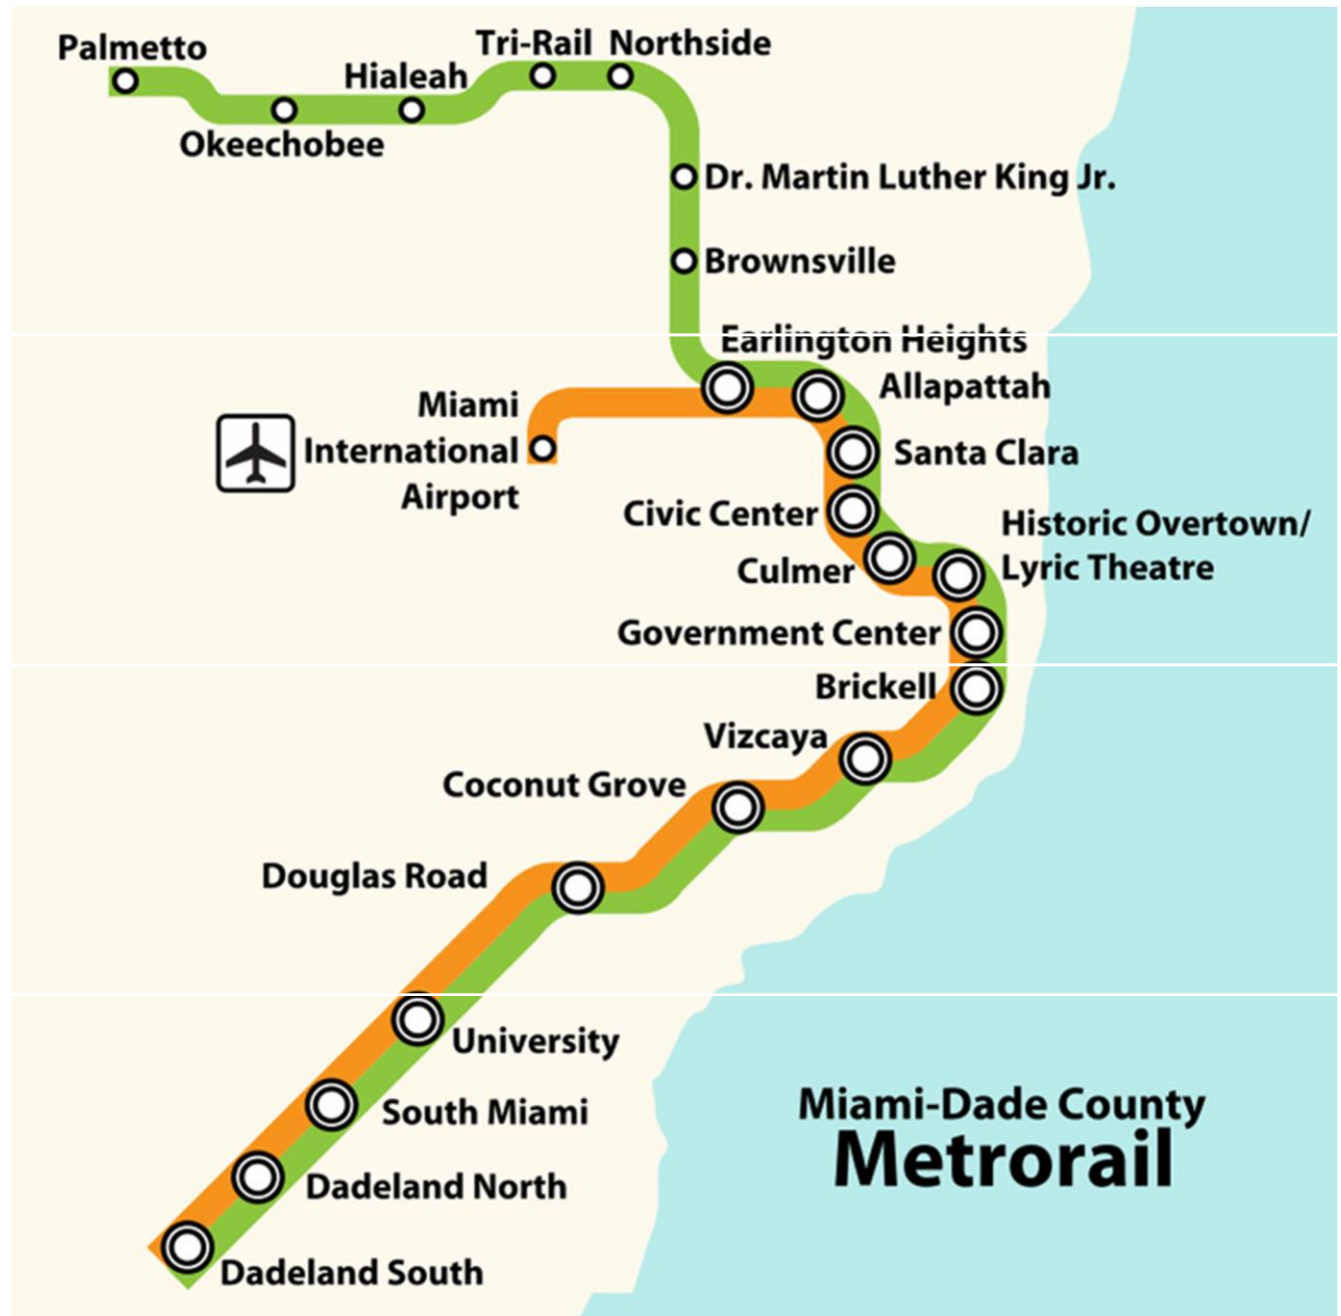 Palmetto
Tri-Rail Northside
Hialeah
Okeechobee
Dr. Martin Luther King Jr.
Brownsville
Earlington Heights
Allapattah
Miami
International
Airport
Santa Clara
Civic Center
Historic Overtown/
Lyric Theatre
Culmer
Government Center
Brickell
Vizcaya
Coconut Grove
Douglas Road
University
South Miami
Dadeland North
Dadeland South
Miami-Dade County
Metrorail